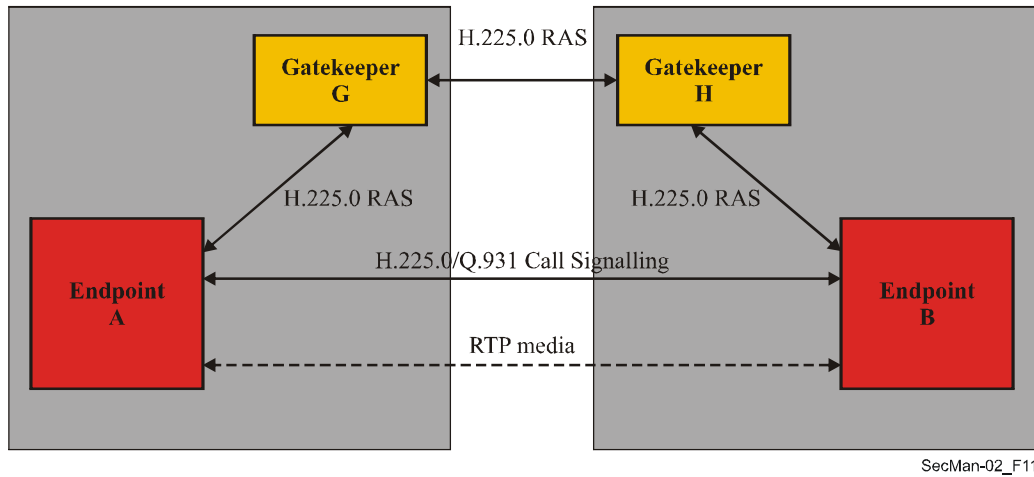 H.225.0 RAS
Gatekeeper
G
Gatekeeper
H
H.225.0 RAS
H.225.0 RAS
H.225.0/Q.931 Call Signalling
Endpoint
A
Endpoint
B
RTP media
SecMan-02_F11